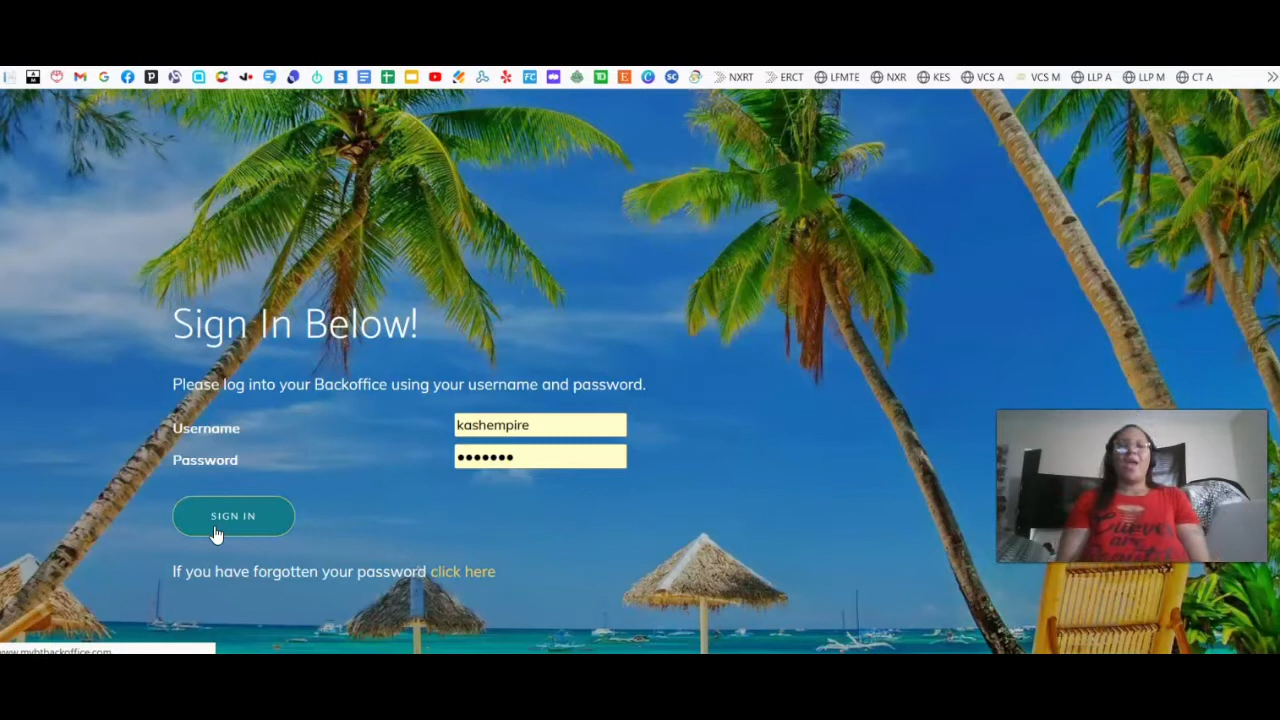 NXRT ERCT LFMTE NXR KES VCS A VCS M LLP A LLP M CT A
Sign In Below!
Please log into your Backoffice using your username and password.
Username kashempire
Password
SIGN IN
If you have forgotten your password click here